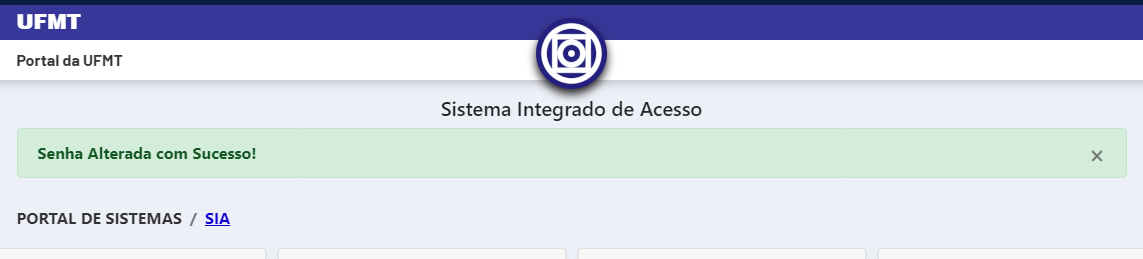 UFMT
Portal da UFMT
Sistema Integrado de Acesso
Senha Alterada com Sucesso! ×
PORTAL DE SISTEMAS / SIA